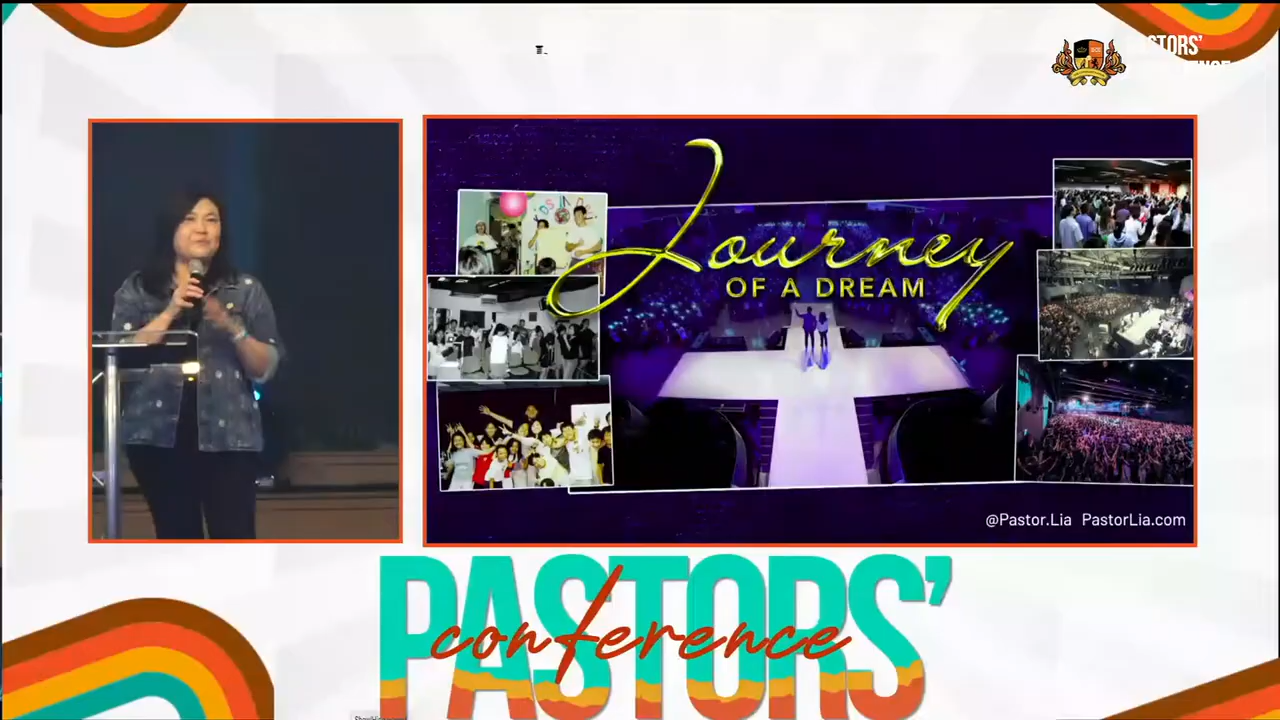 PASTORS'
Journey
OF A DREAM
@Pastor.Lia PastorLia.com
PASTORS'
conference